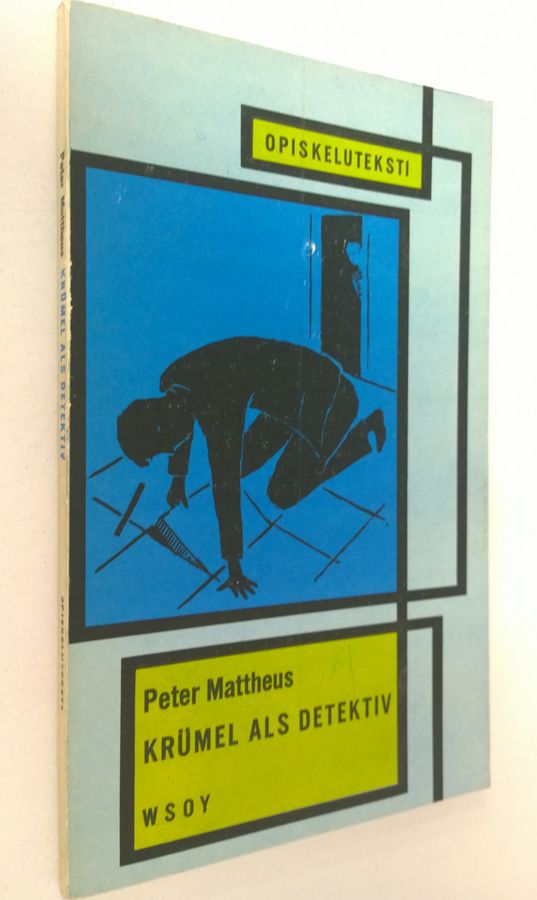 OPISKELUTEKSTI
Peter Mattheus
KRÜMEL ALS DETEKTIV
WSOY
Peter Mattheus KRÜMEL ALS DETEKTIV OPISKELUTEKSTI